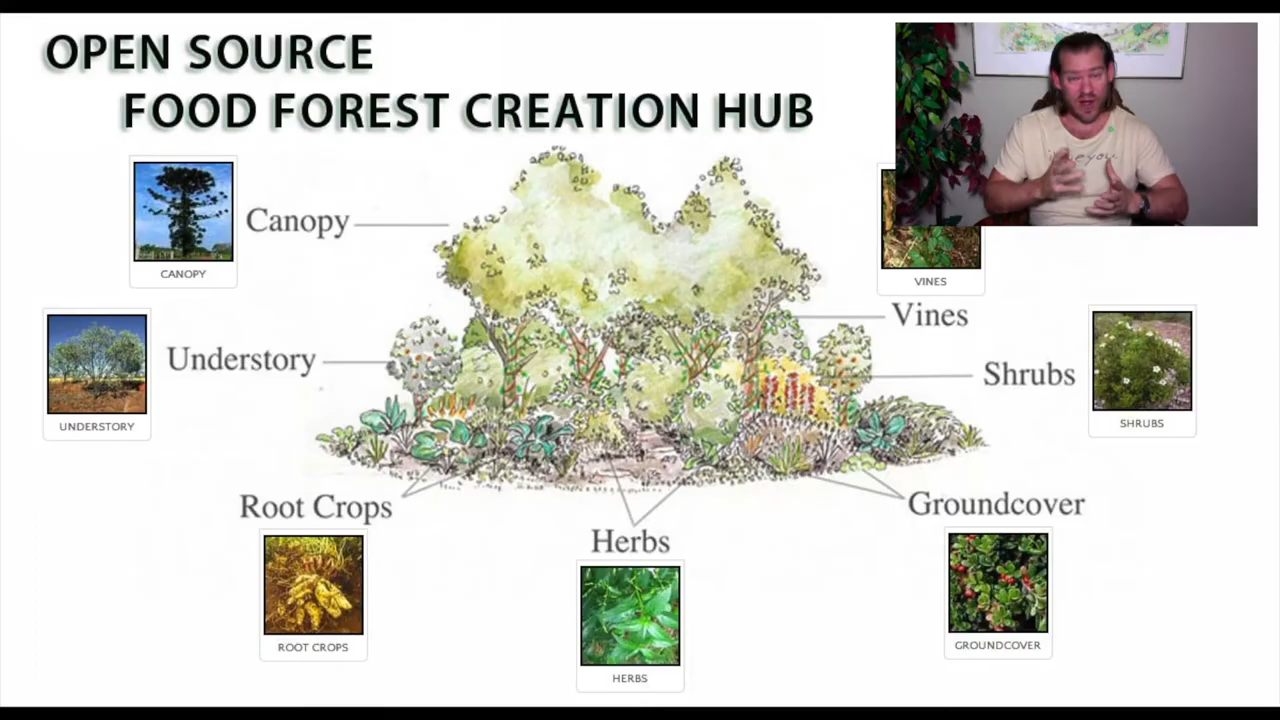 OPEN SOURCE
FOOD FOREST CREATION HUB
CANOPY
Canopy
VINES
Vines
UNDERSTORY
Understory
Shrubs
SHRUBS
Root Crops
Groundcover
Herbs
ROOT CROPS
GROUNDCOVER
HERBS